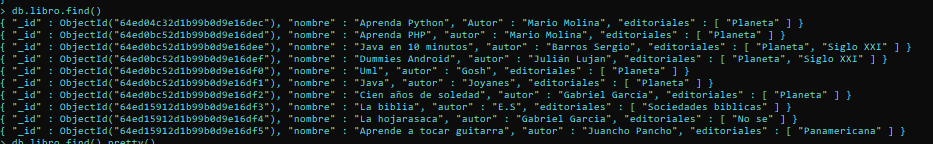 > db.libro.find()
{ "_id" : ObjectId("64ed04c32d1b99b0d9e16dec"), "nombre" : "Aprenda Python", "Autor" : "Mario Molina", "editoriales" : [ "Planeta" ] }
{ "_id" : ObjectId("64ed0bc52d1b99b0d9e16ded"), "nombre" : "Aprenda PHP", "autor" : "Mario Molina", "editoriales" : [ "Planeta" ] }
{ "_id" : ObjectId("64ed0bc52d1b99b0d9e16dee"), "nombre" : "Java en 10 minutos", "autor" : "Barros Sergio", "editoriales" : [ "Planeta", "Siglo XXI" ] }
{ "_id" : ObjectId("64ed0bc52d1b99b0d9e16def"), "nombre" : "Dummies Android", "autor" : "Julián Lujan", "editoriales" : [ "Planeta", "Siglo XXI" ] }
{ "_id" : ObjectId("64ed0bc52d1b99b0d9e16df0"), "nombre" : "Uml", "autor" : "Gosh", "editoriales" : [ "Planeta" ] }
{ "_id" : ObjectId("64ed0bc52d1b99b0d9e16df1"), "nombre" : "Java", "autor" : "Joyanes", "editoriales" : [ "Planeta" ] }
{ "_id" : ObjectId("64ed0bc52d1b99b0d9e16df2"), "nombre" : "Cien años de soledad", "autor" : "Gabriel García", "editoriales" : [ "Planeta" ] }
{ "_id" : ObjectId("64ed15912d1b99b0d9e16df3"), "nombre" : "La biblia", "autor" : "E.S", "editoriales" : [ "Sociedades biblicas" ] }
{ "_id" : ObjectId("64ed15912d1b99b0d9e16df4"), "nombre" : "La hojarasaca", "autor" : "Gabriel Garcia", "editoriales" : [ "No se" ] }
{ "_id" : ObjectId("64ed15912d1b99b0d9e16df5"), "nombre" : "Aprende a tocar guitarra", "autor" : "Juancho Pancho", "editoriales" : [ "Panamericana" ] }
> db.libro.find().pretty()